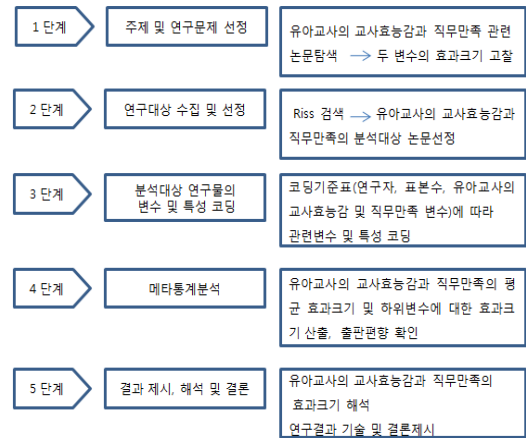 1 단계
주제 및 연구문제 선정
유아교사의 교사효능감과 직무만족 관련
논문탐색 → 두 변수의 효과크기 고찰
2 단계
연구대상 수집 및 선정
Riss 검색 → 유아교사의 교사효능감과
직무만족의 분석대상 논문선정
3 단계
분석대상 연구물의
변수 및 특성 코딩
코딩기준표(연구자, 표본수, 유아교사의
교사효능감 및 직무만족 변수)에 따라
관련변수 및 특성 코딩
4 단계
메타통계분석
유아교사의 교사효능감과 직무만족의 평
균 효과크기 및 하위변수에 대한 효과크
기 산출, 출판편향 확인
5 단계
결과 제시, 해석 및 결론
유아교사의 교사효능감과 직무만족의
효과크기 해석
연구결과 기술 및 결론제시